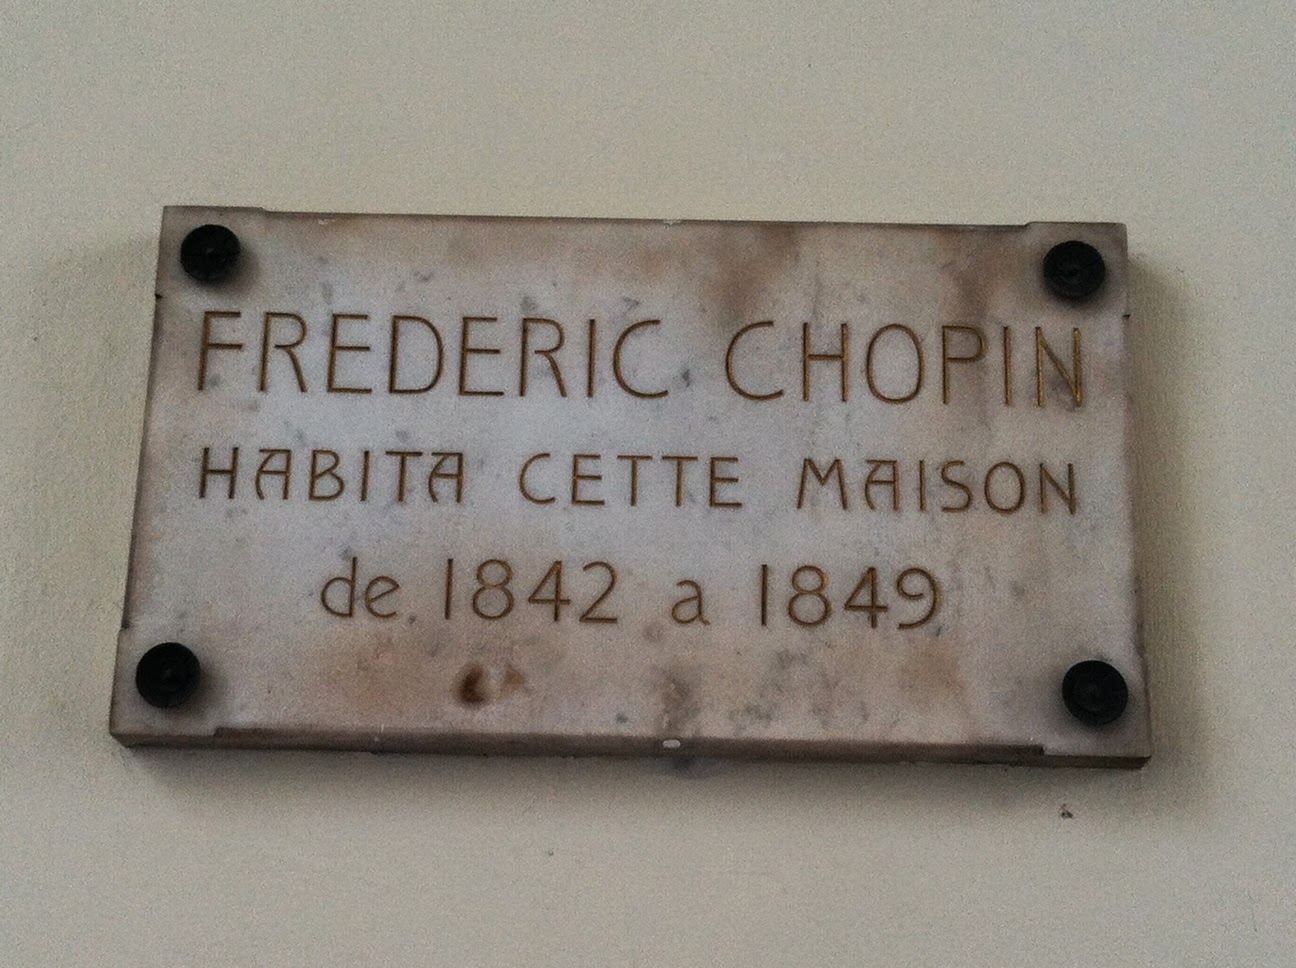 FREDERIC CHOPIN
HABITA CETTE MAISON
de 1842 a 1849